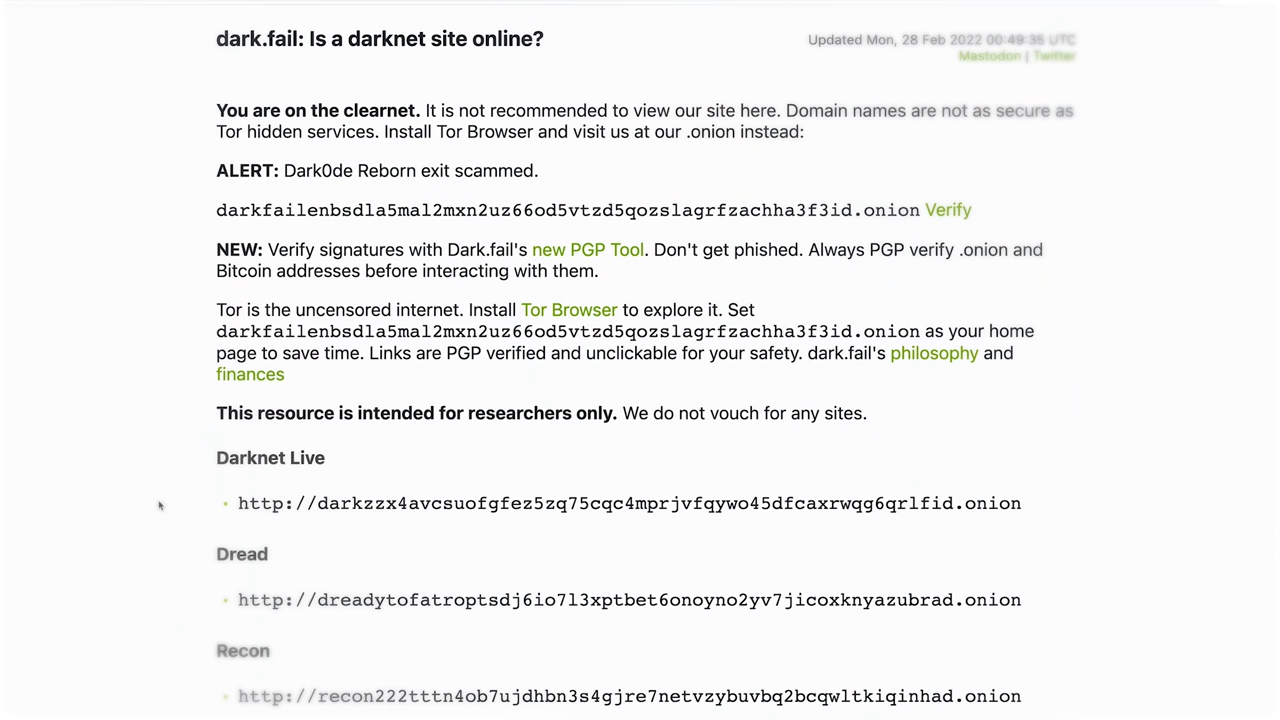 dark.fail: Is a darknet site online?
Updated Mon, 28 Feb 2022 00:49:35 UTC
Mastodon | Twitter
You are on the clearnet. It is not recommended to view our site here. Domain names are not as secure as
Tor hidden services. Install Tor Browser and visit us at our .onion instead:
ALERT: Dark0de Reborn exit scammed.
darkfailenbsdla5mal2mxn2uz66od5vtzd5qozslagrfzachha3f3id.onion Verify
NEW: Verify signatures with Dark.fail's new PGP Tool. Don't get phished. Always PGP verify .onion and
Bitcoin addresses before interacting with them.
Tor is the uncensored internet. Install Tor Browser to explore it. Set
darkfailenbsdla5mal2mxn2uz66od5vtzd5qozslagrfzachha3f3id.onion as your home
page to save time. Links are PGP verified and unclickable for your safety. dark.fail's philosophy and
finances
This resource is intended for researchers only. We do not vouch for any sites.
Darknet Live
• http://darkzzx4avcsuofgfez5zq75cqc4mprjvfqywo45dfcaxrwqg6qrlfid.onion
Dread
• http://dreadytofatroptsdj6io7l3xptbet6onoyno2yv7jicoxknyazubrad.onion
Recon
• http://recon222tttn4ob7ujdhbn3s4gjre7netvzybuvbq2bcqwltkiqinhad.onion